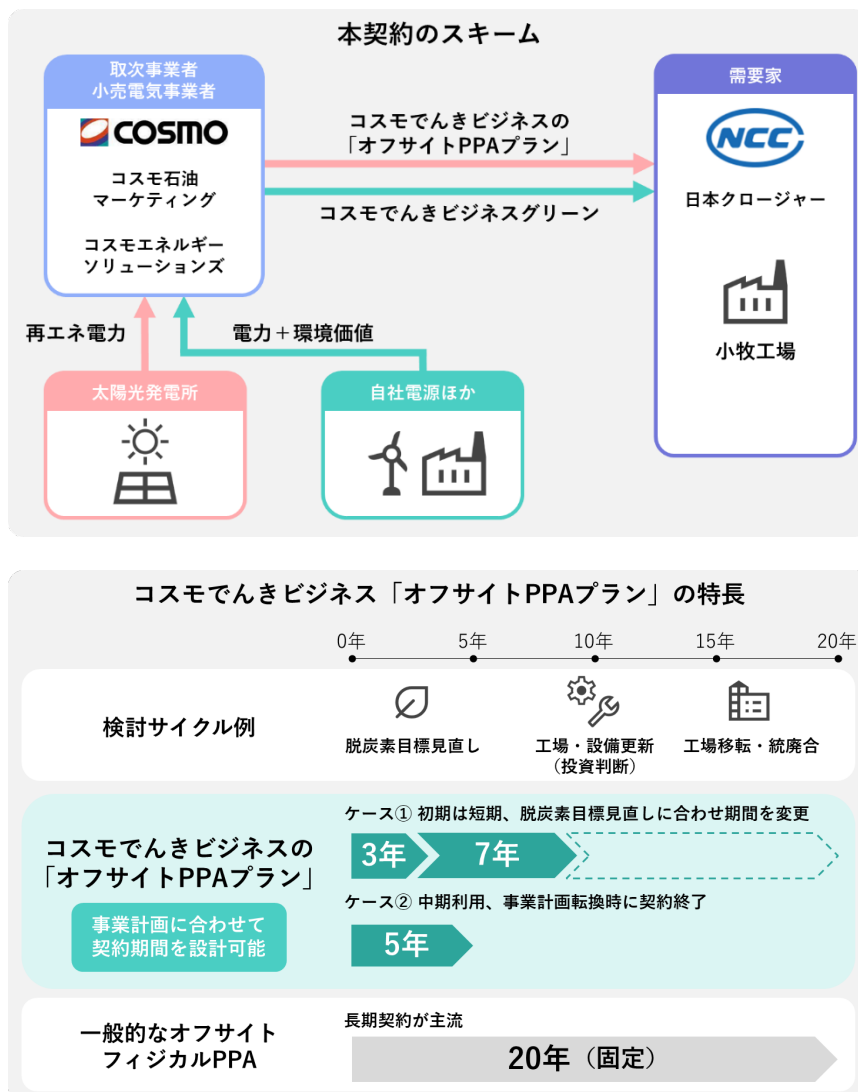 本契約のスキーム
取次事業者
小売電気事業者
COSMO
コスモ石油
マーケティング
コスモエネルギー
ソリューションズ
コスモでんきビジネスの
「オフサイトPPAプラン」
コスモでんきビジネスグリーン
需要家
NCC
日本クロージャー
小牧工場
再エネ電力
電力＋環境価値
太陽光発電所
自社電源ほか
コスモでんきビジネス「オフサイトPPAプラン」の特長
0年
5年
10年
15年
20年
検討サイクル例
脱炭素目標見直し
工場・設備更新
（投資判断）
工場移転・統廃合
コスモでんきビジネスの
「オフサイトPPAプラン」
事業計画に合わせて
契約期間を設計可能
ケース① 初期は短期、脱炭素目標見直しに合わせ期間を変更
3年
7年
ケース② 中期利用、事業計画転換時に契約終了
5年
一般的なオフサイト
フィジカルPPA
長期契約が主流
20年（固定）